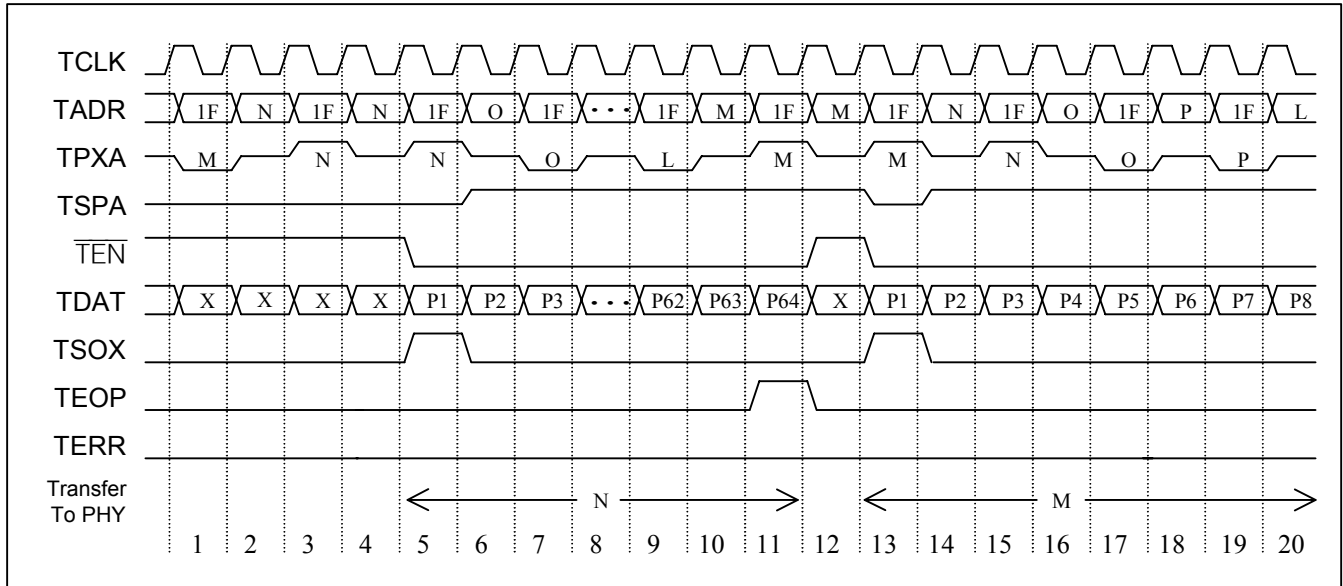 TCLK
TADR 1F N 1F N 1F O 1F • • • 1F M 1F M 1F N 1F O 1F P 1F L
TPXA M N N O L M M N O P
TSPA
TEN
TDAT X X X X P1 P2 P3 • • • P62 P63 P64 X P1 P2 P3 P4 P5 P6 P7 P8
TSOX
TEOP
TERR
Transfer
To PHY N M
1 2 3 4 5 6 7 8 9 10 11 12 13 14 15 16 17 18 19 20